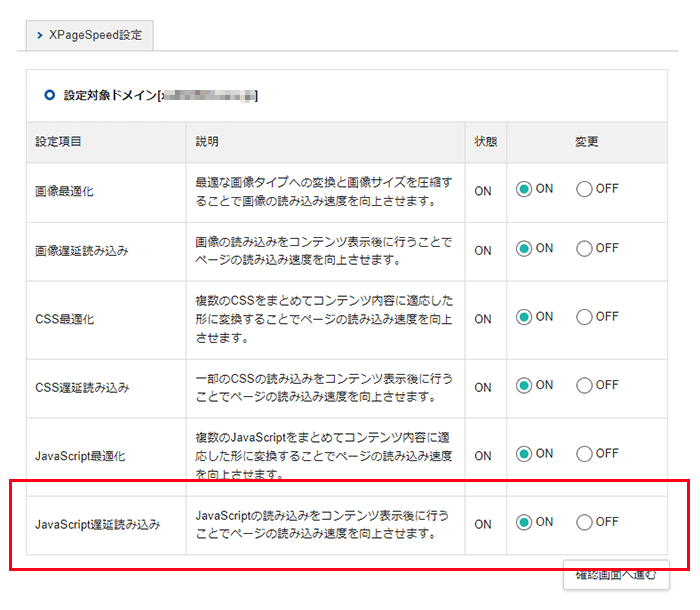 XPageSpeed設定
設定対象ドメイン[]
設定項目 説明 状態 変更
画像最適化
最適な画像タイプへの変換と画像サイズを圧縮す
ることで画像の読み込み速度を向上させます。
ON ON OFF
画像遅延読み込み
画像の読み込みをコンテンツ表示後に行うことで
ページの読み込み速度を向上させます。
ON ON OFF
CSS最適化
複数のCSSをまとめてコンテンツ内容に適応した
形に変換することでページの読み込み速度を向上
させます。
ON ON OFF
CSS遅延読み込み
一部のCSSの読み込みをコンテンツ表示後に行う
ことでページの読み込み速度を向上させます。
ON ON OFF
JavaScript最適化
複数のJavaScriptをまとめてコンテンツ内容に適
応した形に変換することでページの読み込み速度
を向上させます。
ON ON OFF
JavaScript遅延読み込み
JavaScriptの読み込みをコンテンツ表示後に行う
ことでページの読み込み速度を向上させます。
ON ON OFF
確認画面へ進む